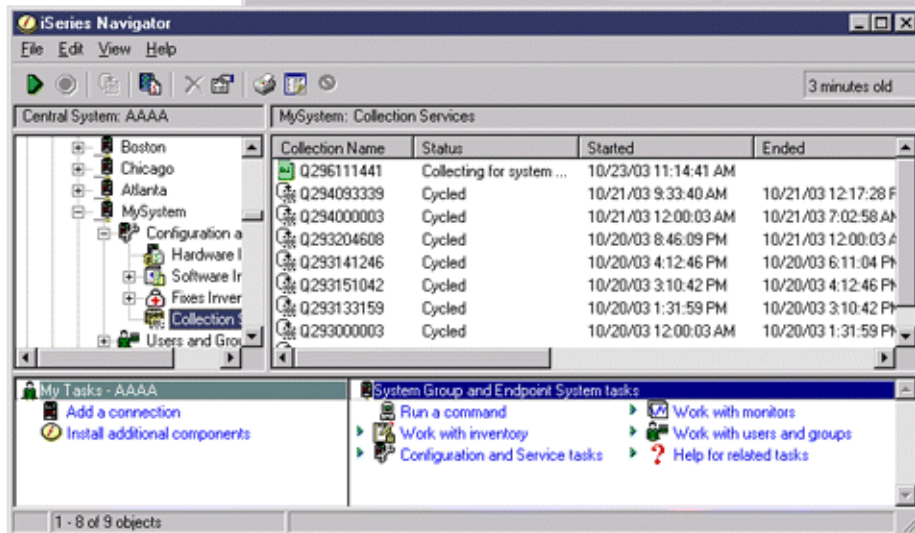 iSeries Navigator
File Edit View Help
3 minutes old
Central System: AAAA
MySystem: Collection Services
Boston
Chicago
Atlanta
MySystem
Configuration a
Hardware I
Software Ir
Fixes Inver
Collection S
Users and Grou
Collection Name Status Started Ended
Q296111441 Collecting for system ... 10/23/03 11:14:41 AM
Q294093339 Cycled 10/21/03 9:33:40 AM 10/21/03 12:17:28 P
Q294000003 Cycled 10/21/03 12:00:03 AM 10/21/03 7:02:58 AM
Q293204608 Cycled 10/20/03 8:46:09 PM 10/21/03 12:00:03 A
Q293141246 Cycled 10/20/03 4:12:46 PM 10/20/03 6:11:04 PM
Q293151042 Cycled 10/20/03 3:10:42 PM 10/20/03 4:12:46 PM
Q293133159 Cycled 10/20/03 1:31:59 PM 10/20/03 3:10:42 PM
Q293000003 Cycled 10/20/03 12:00:03 AM 10/20/03 1:31:59 PM
My Tasks - AAAA
Add a connection
Install additional components
System Group and Endpoint System tasks
Run a command
Work with inventory
Configuration and Service tasks
Work with monitors
Work with users and groups
Help for related tasks
1 - 8 of 9 objects